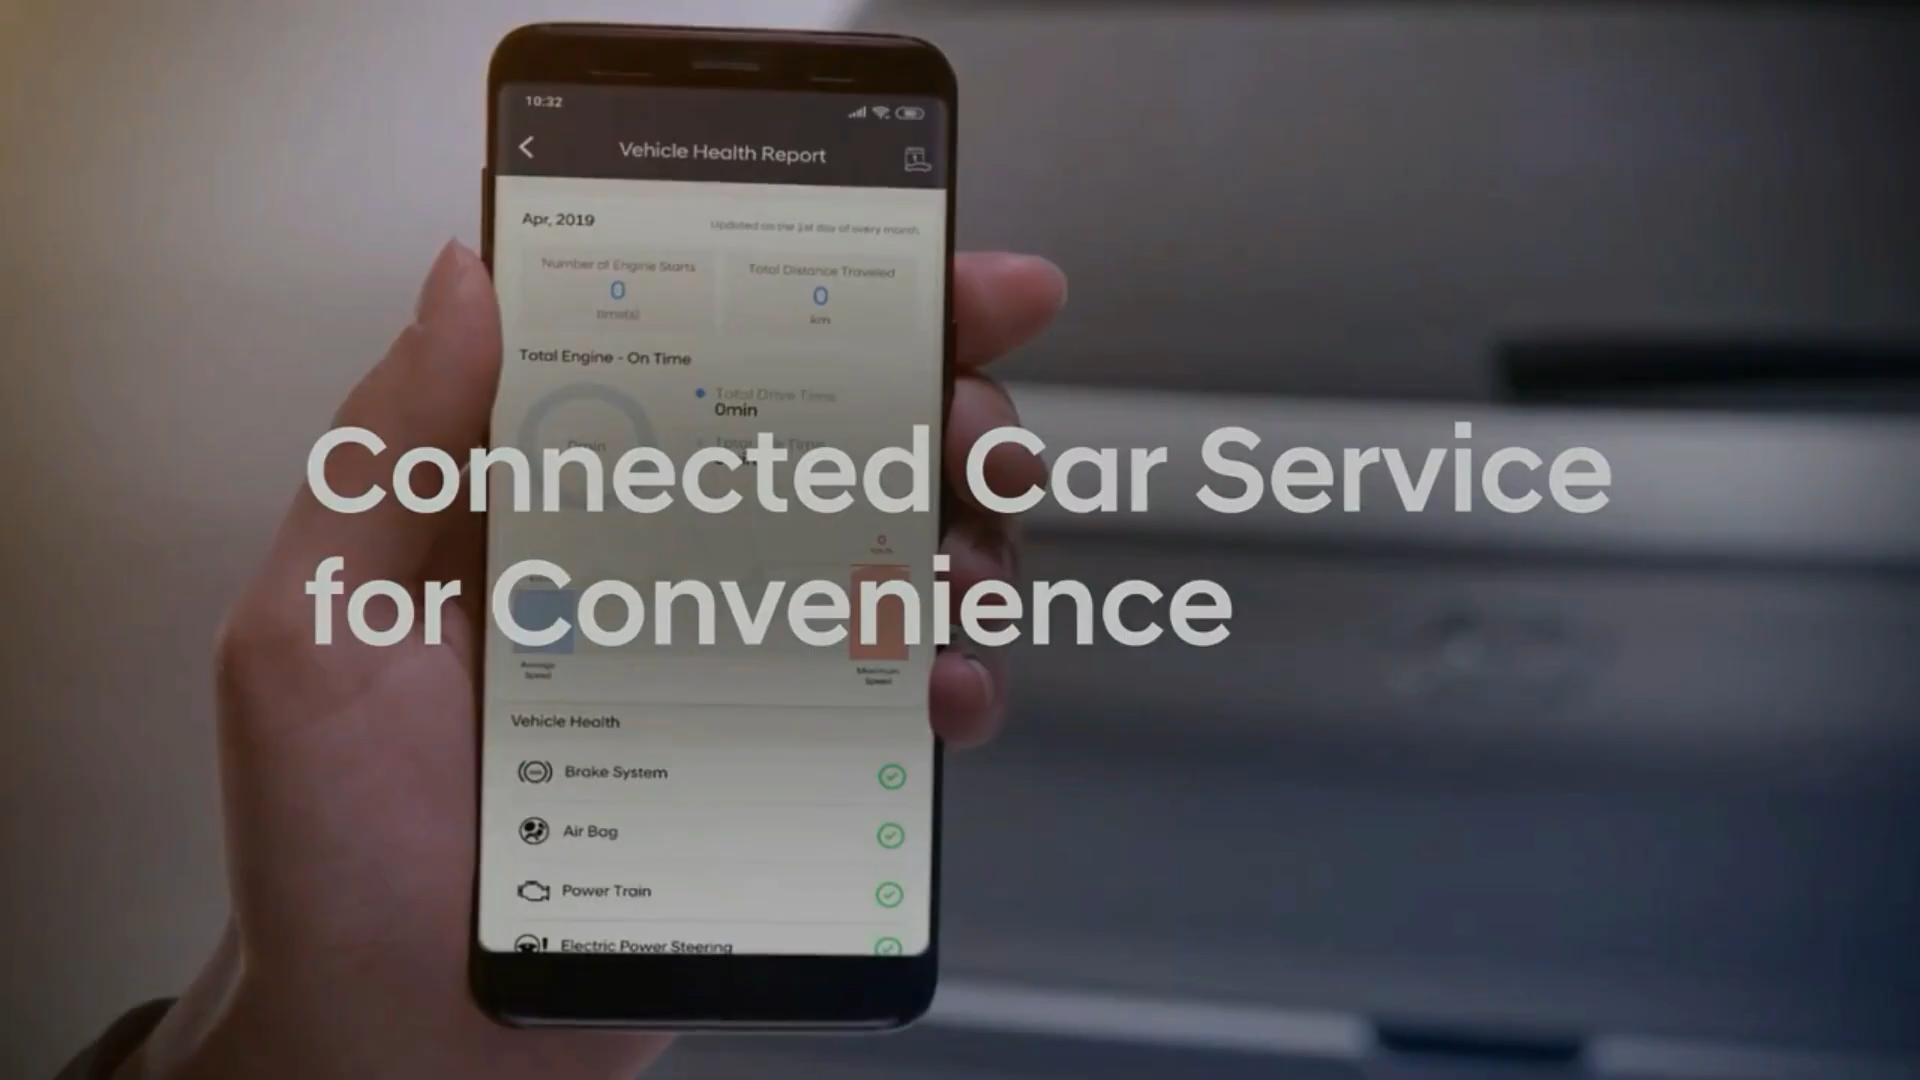 10:32
Vehicle Health Report
Apr, 2019
Updated on the 1st day of every month.
Number of Engine Starts
0
time(s)
Total Distance Traveled
0
km
Total Engine - On Time
0min
Total Drive Time
0min
Connected Car Service
for Convenience
0
km/h
Average
Speed
Maximum
Speed
Vehicle Health
Brake System
Air Bag
Power Train
Electric Power Steering